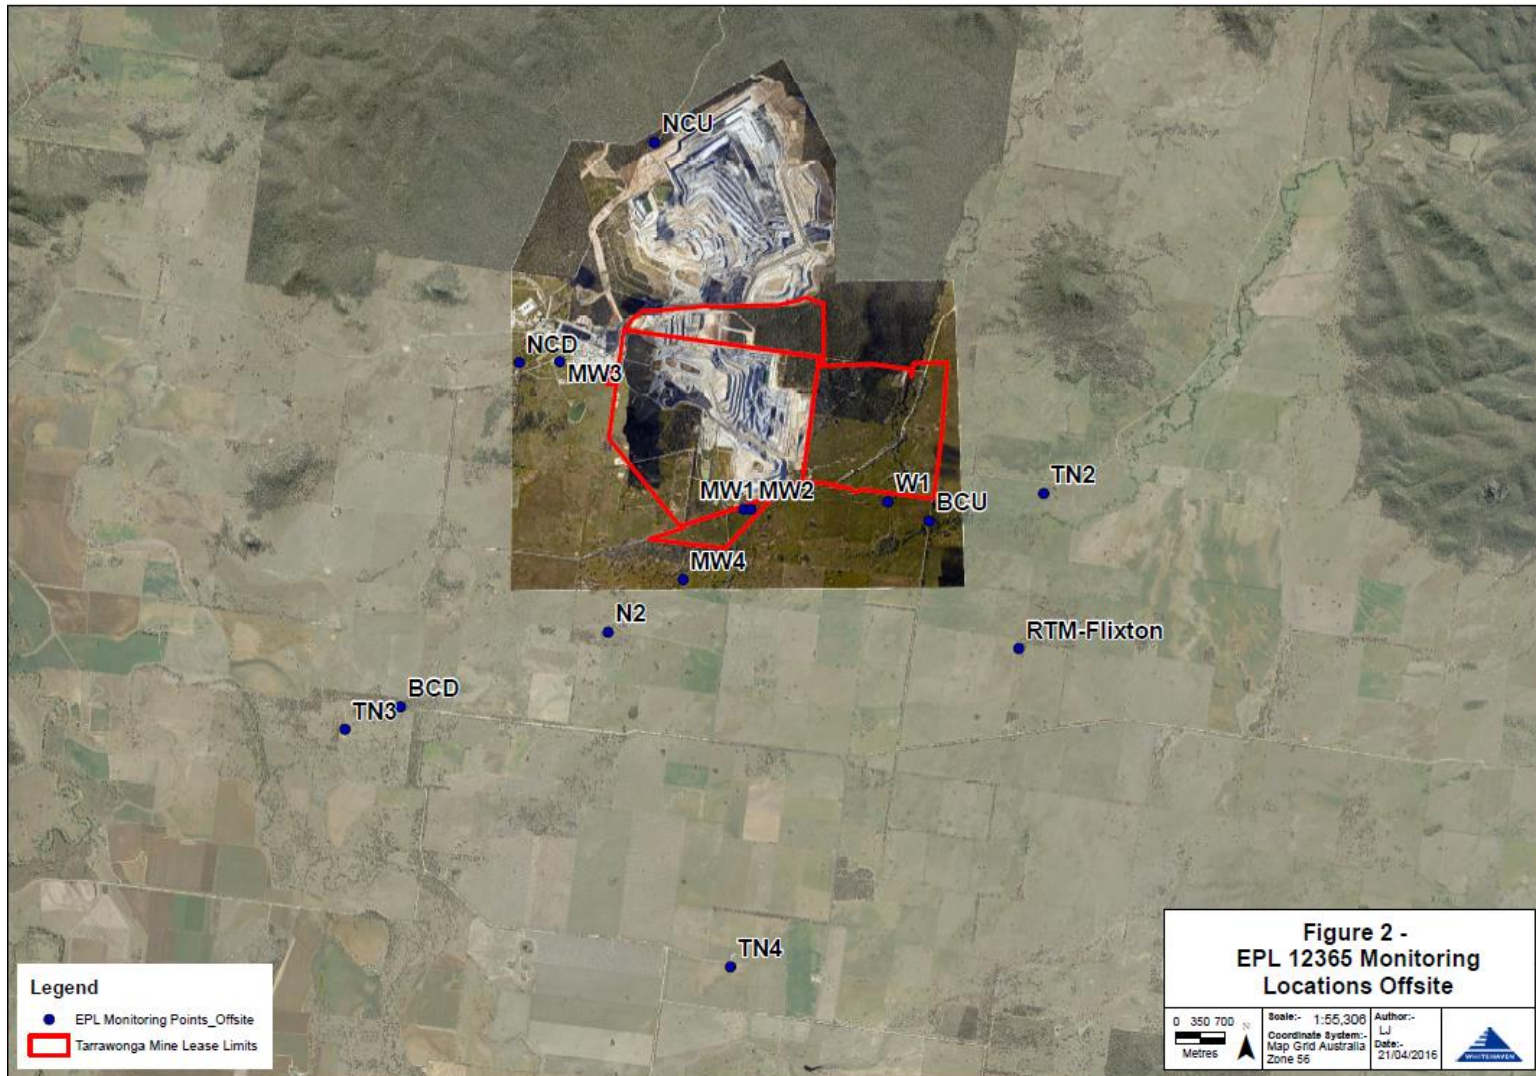 NCU
NCD
MW3
MW1 MW2
W1
BCU
TN2
MW4
N2
RTM-Flixton
BCD
TN3
TN4
Legend
EPL Monitoring Points_Offsite
Tarrawonga Mine Lease Limits
Figure 2 -
EPL 12365 Monitoring
Locations Offsite
0 350 700
Metres
N
Scale:- 1:55,306
Coordinate System:-
Map Grid Australia
Zone 56
Author:-
LJ
Date:-
21/04/2016
WHITEHAVEN